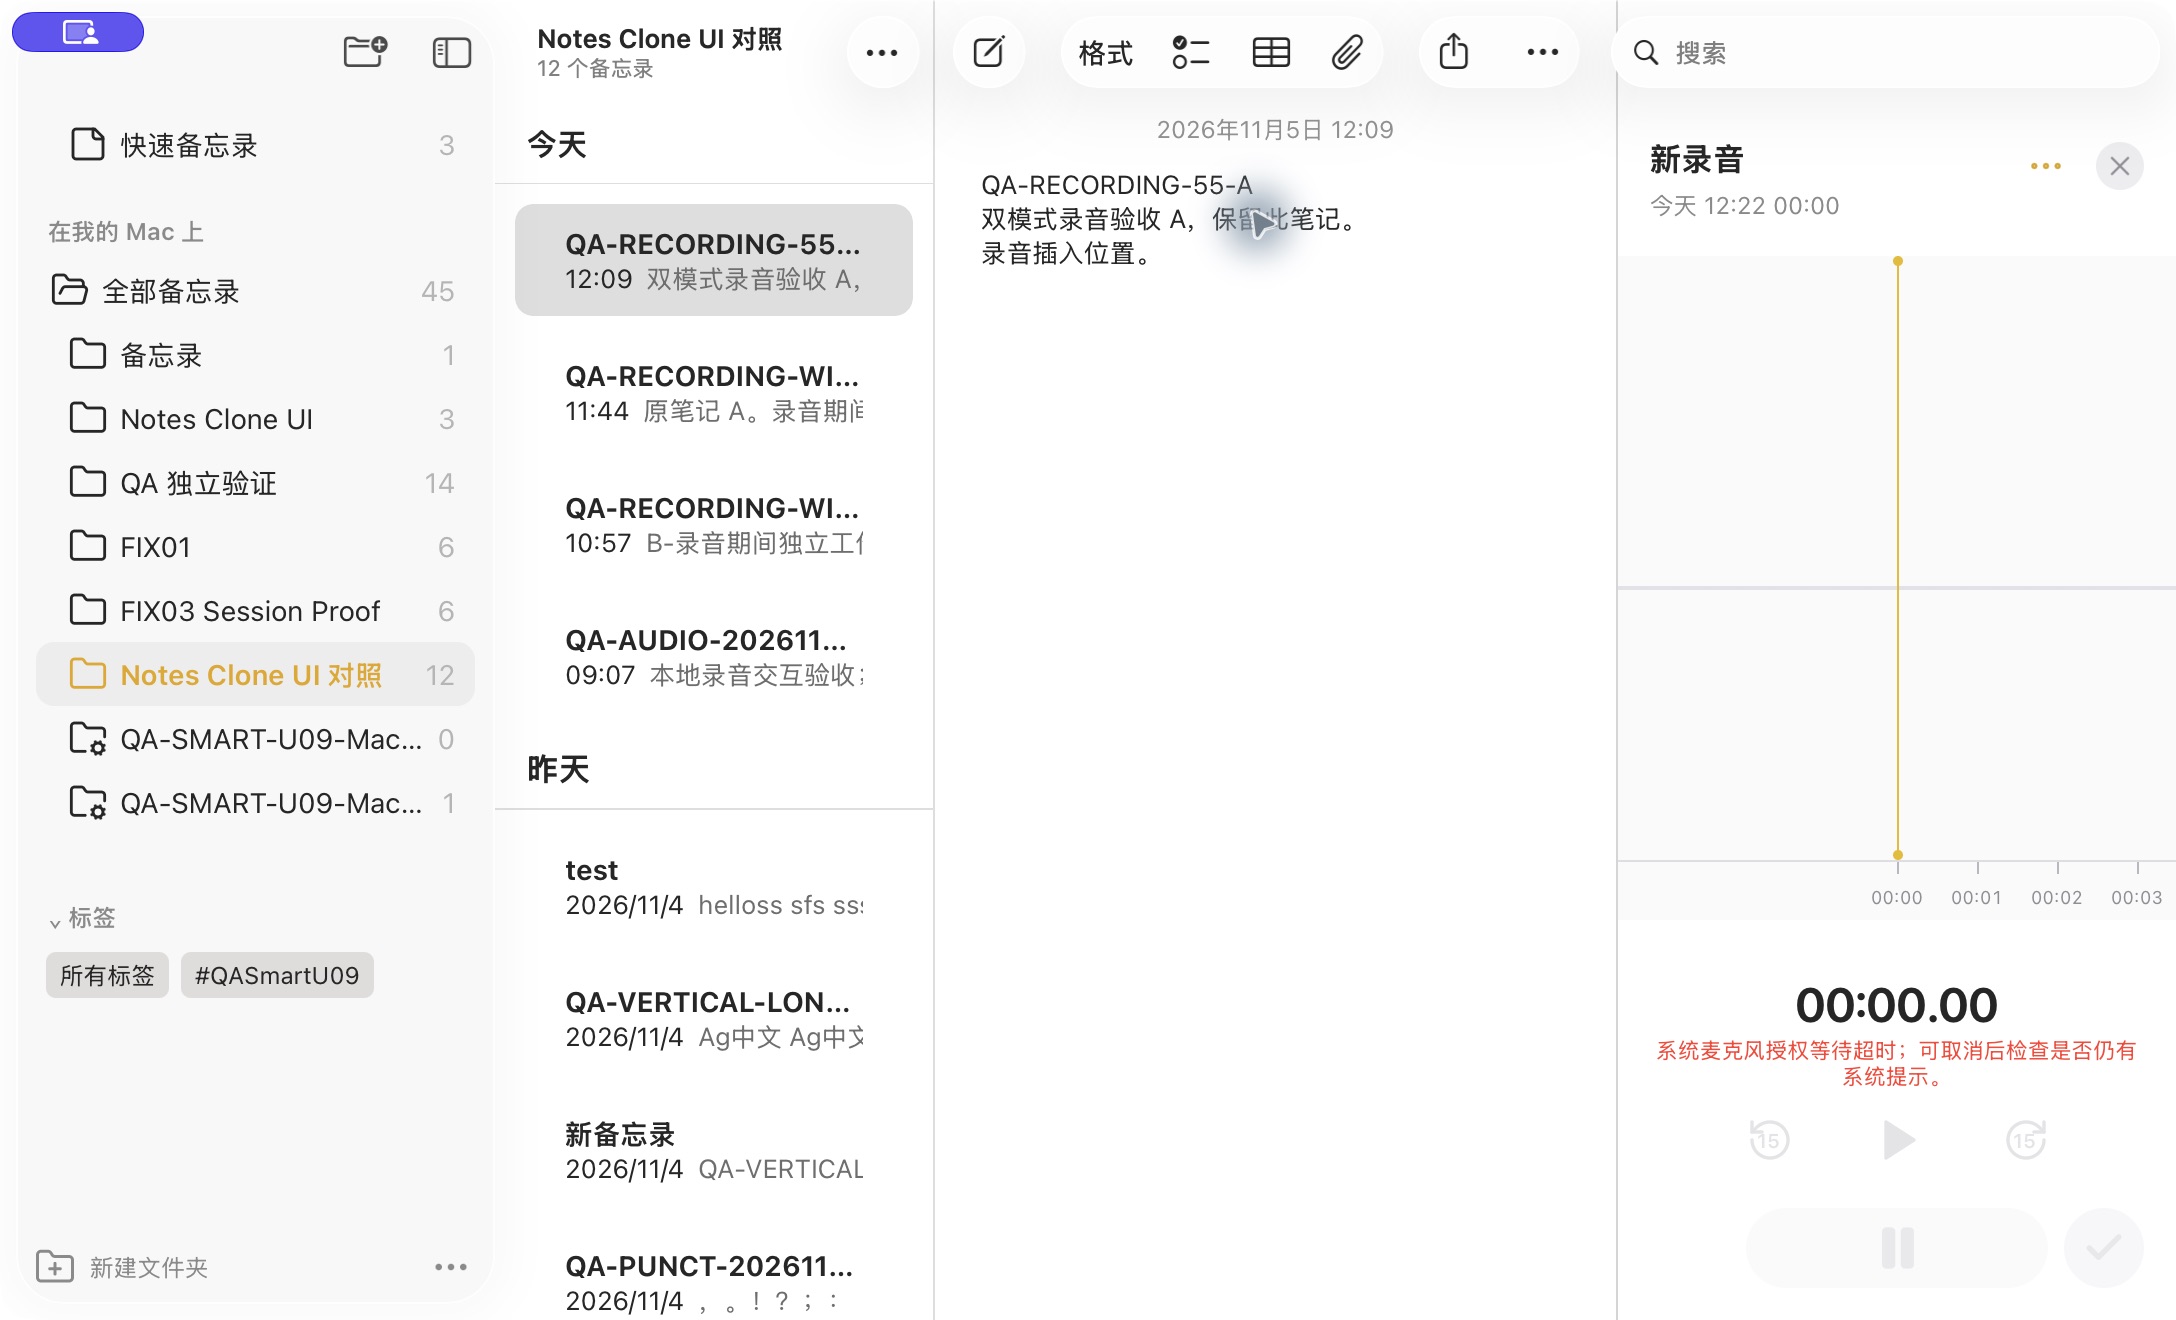 快速备忘录 3
在我的 Mac 上
全部备忘录 45
备忘录 1
Notes Clone UI 3
QA 独立验证 14
FIX01 6
FIX03 Session Proof 6
Notes Clone UI 对照 12
QA-SMART-U09-Mac... 0
QA-SMART-U09-Mac... 1
标签
所有标签 #QASmartU09
新建文件夹
Notes Clone UI 对照
12 个备忘录
今天
QA-RECORDING-55...
12:09 双模式录音验收 A，
QA-RECORDING-WI...
11:44 原笔记 A。录音期间
QA-RECORDING-WI...
10:57 B-录音期间独立工作
QA-AUDIO-202611...
09:07 本地录音交互验收；
昨天
test
2026/11/4 helloss sfs sss
QA-VERTICAL-LON...
2026/11/4 Ag中文 Ag中文
新备忘录
2026/11/4 QA-VERTICAL
QA-PUNCT-202611...
2026/11/4 ，。！？；：
格式
2026年11月5日 12:09
QA-RECORDING-55-A
双模式录音验收 A，保留此笔记。
录音插入位置。
搜索
新录音
今天 12:22 00:00
00:00 00:01 00:02 00:03
00:00.00
系统麦克风授权等待超时；可取消后检查是否仍有
系统提示。
15 15